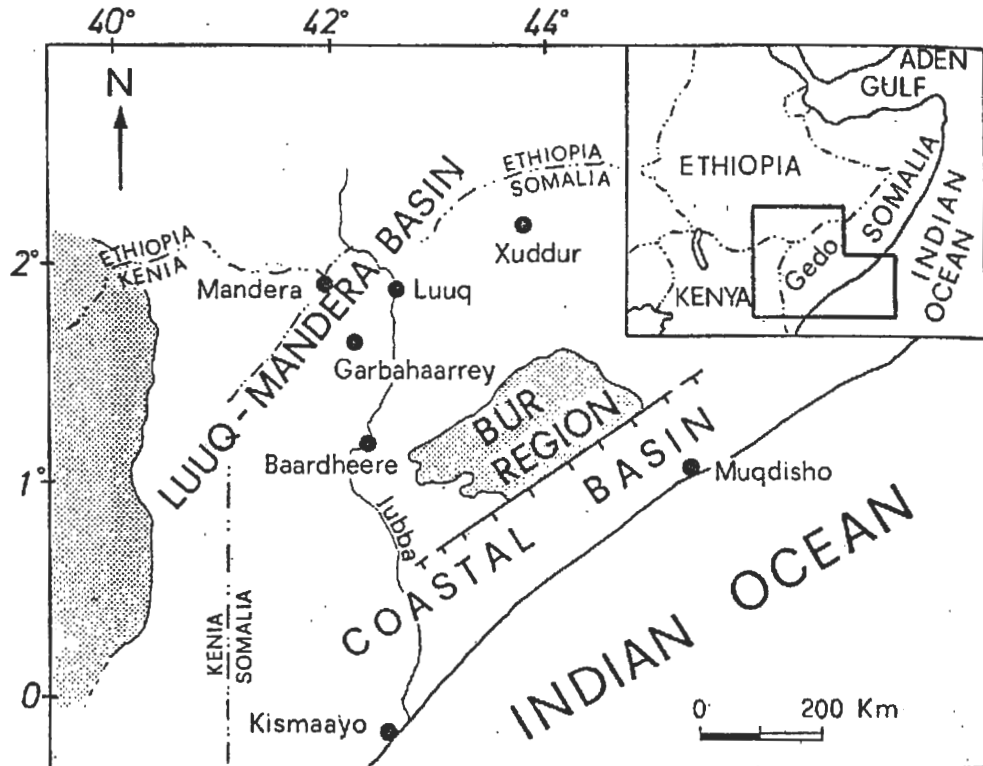 40°
42°
44°
N
ADEN
GULF
ETHIOPIA
SOMALIA
INDIAN
OCEAN
KENYA
Gedo
ETHIOPIA
SOMALIA
Xuddur
2°
ETHIOPIA
KENIA
Mandera
Luuq
LUUQ-MANDERA BASIN
Garbahaarrey
BUR
REGION
Baardheere
Muqdisho
1°
Jubba
COASTAL BASIN
INDIAN OCEAN
KENIA
SOMALIA
0
Kismaayo
0 200 Km